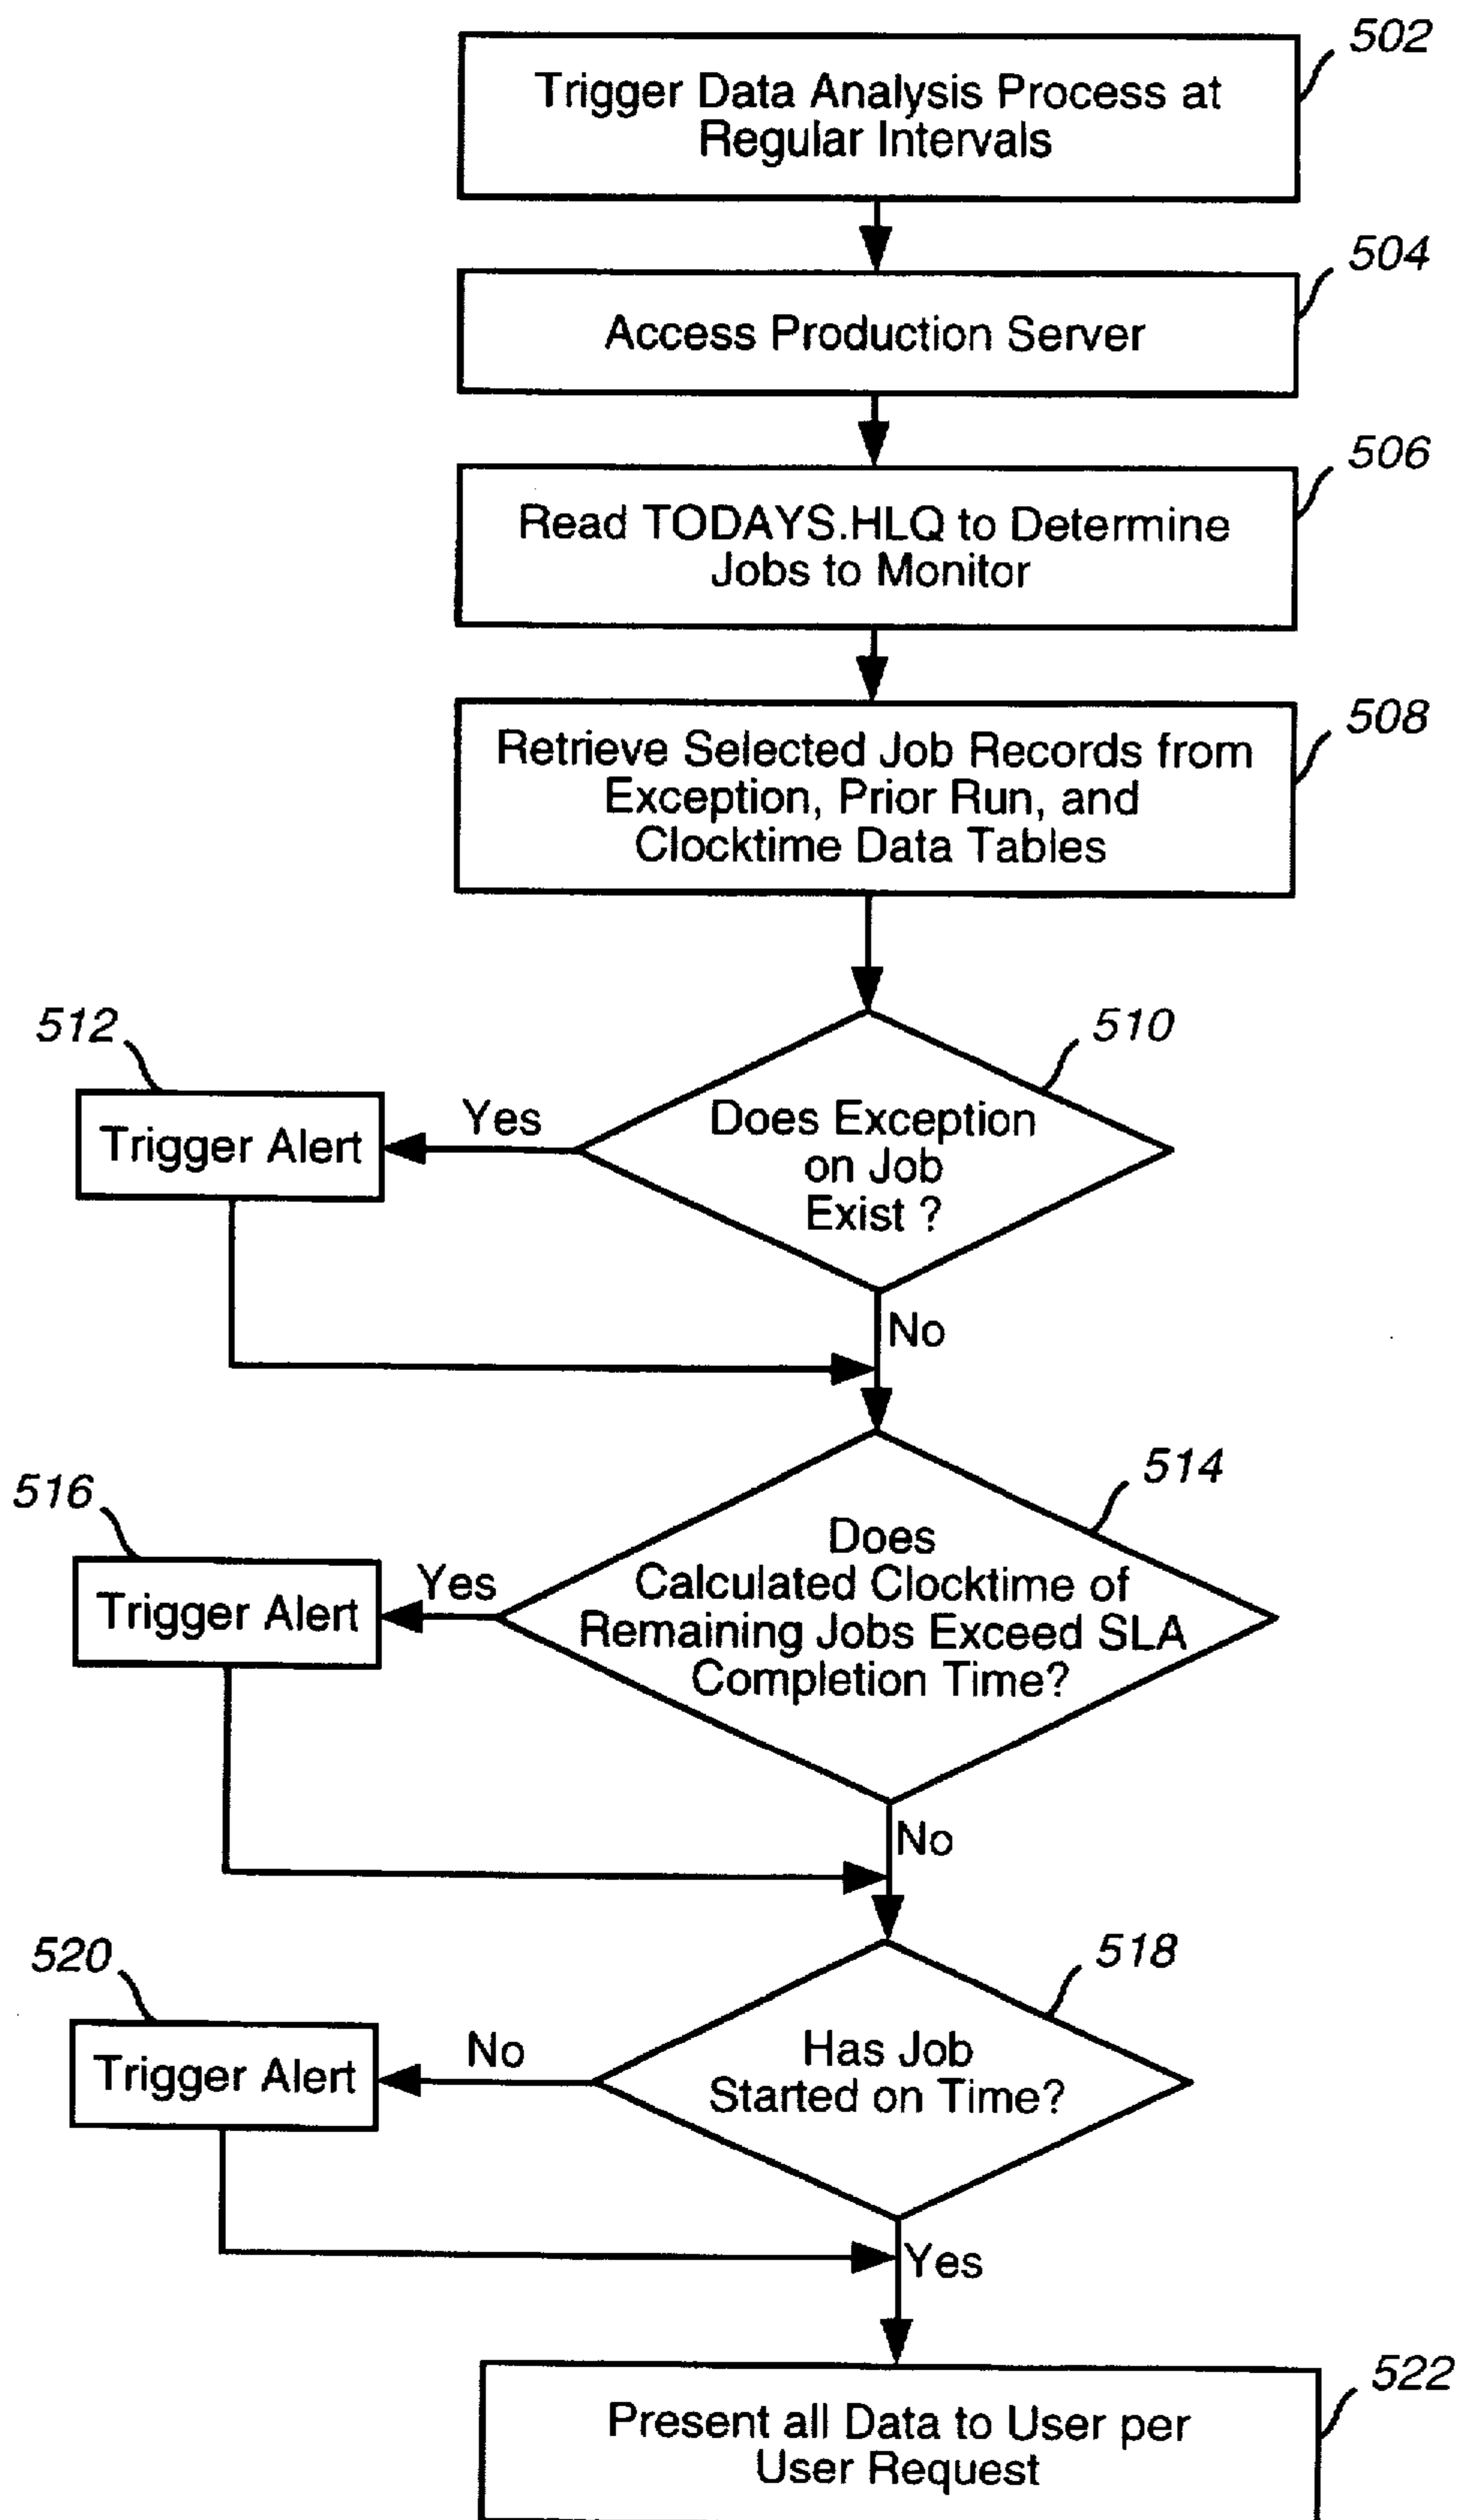 502
Trigger Data Analysis Process at
Regular Intervals
504
Access Production Server
506
Read TODAYS.HLQ to Determine
Jobs to Monitor
508
Retrieve Selected Job Records from
Exception, Prior Run, and
Clocktime Data Tables
512
510
Trigger Alert
Yes
Does Exception
on Job
Exist ?
No
516
514
Trigger Alert
Yes
Does
Calculated Clocktime of
Remaining Jobs Exceed SLA
Completion Time?
No
520
518
Trigger Alert
No
Has Job
Started on Time?
Yes
522
Present all Data to User per
User Request